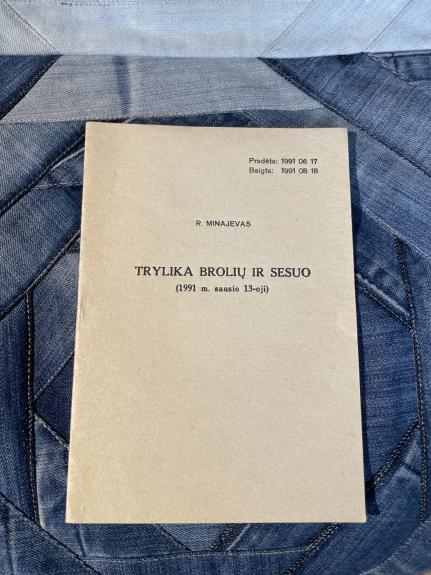 Pradėta: 1991 06 17
Baigta: 1991 08 18
R. MINAJEVAS
TRYLIKA BROLIŲ IR SESUO
(1991 m. sausio 13-oji)